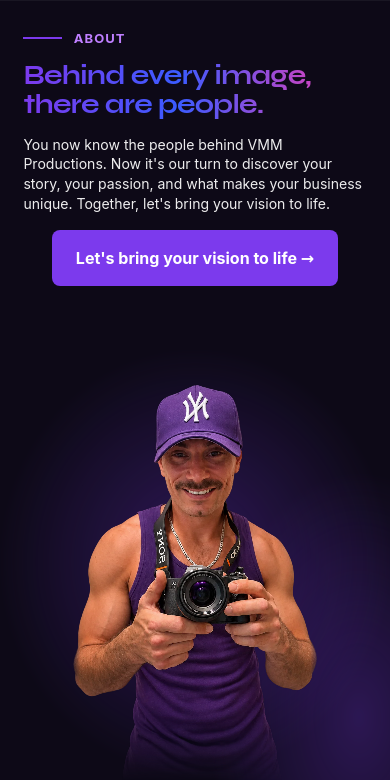 ABOUT
Behind every image,
there are people.
You now know the people behind VMM
Productions. Now it's our turn to discover your
story, your passion, and what makes your business
unique. Together, let's bring your vision to life.
Let's bring your vision to life →
NY